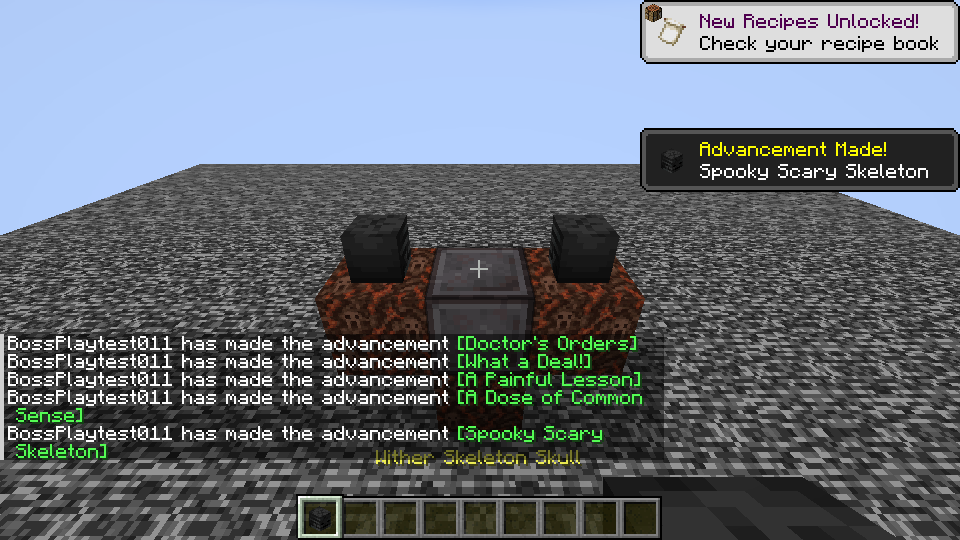 New Recipes Unlocked!
Check your recipe book
Advancement Made!
Spooky Scary Skeleton
BossPlaytest011 has made the advancement [Doctor's Orders]
BossPlaytest011 has made the advancement [What a Deal!]
BossPlaytest011 has made the advancement [A Painful Lesson]
BossPlaytest011 has made the advancement [A Dose of Common
Sense]
BossPlaytest011 has made the advancement [Spooky Scary
Skeleton]
Wither Skeleton Skull